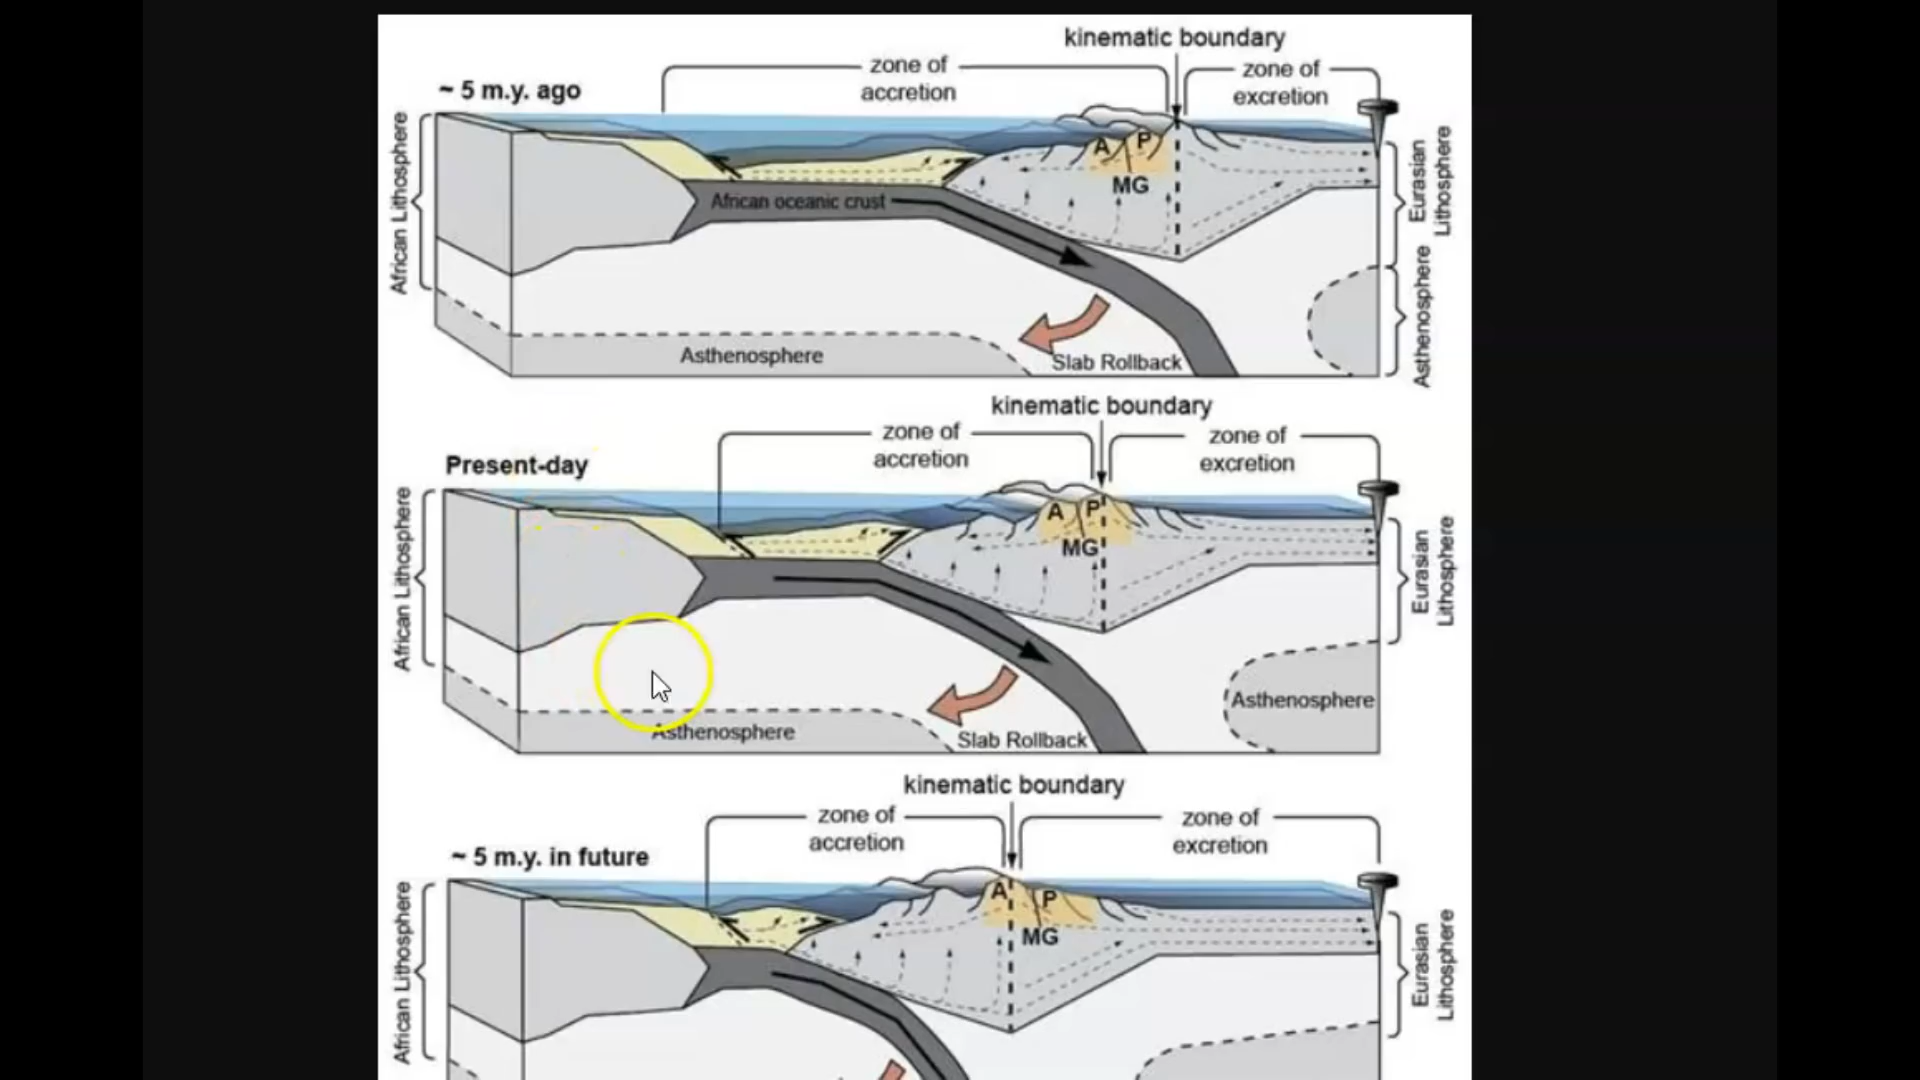 kinematic boundary
zone of
accretion
zone of
excretion
~ 5 m.y. ago
African Lithosphere
A
P
MG
African oceanic crust
Eurasian
Lithosphere
Asthenosphere
Asthenosphere
Slab Rollback
kinematic boundary
zone of
accretion
zone of
excretion
Present-day
African Lithosphere
A
P
MG
Eurasian
Lithosphere
Asthenosphere
Asthenosphere
Slab Rollback
kinematic boundary
zone of
accretion
zone of
excretion
~ 5 m.y. in future
African Lithosphere
A
P
MG
Eurasian
Lithosphere